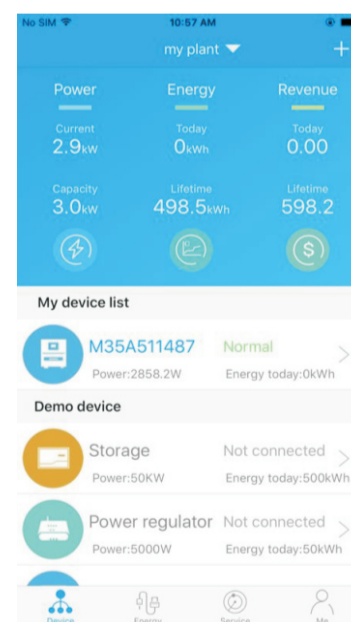 No SIM 10:57 AM
my plant +
Power Energy Revenue
Current Today Today
2.9kW 0kWh 0.00
Capacity Lifetime Lifetime
3.0kW 498.5kWh 598.2
My device list
M35A511487 Normal
Power:2858.2W Energy today:0kWh
Demo device
Storage Not connected
Power:50KW Energy today:500kWh
Power regulator Not connected
Power:5000W Energy today:50kWh
Device Energy Service Me